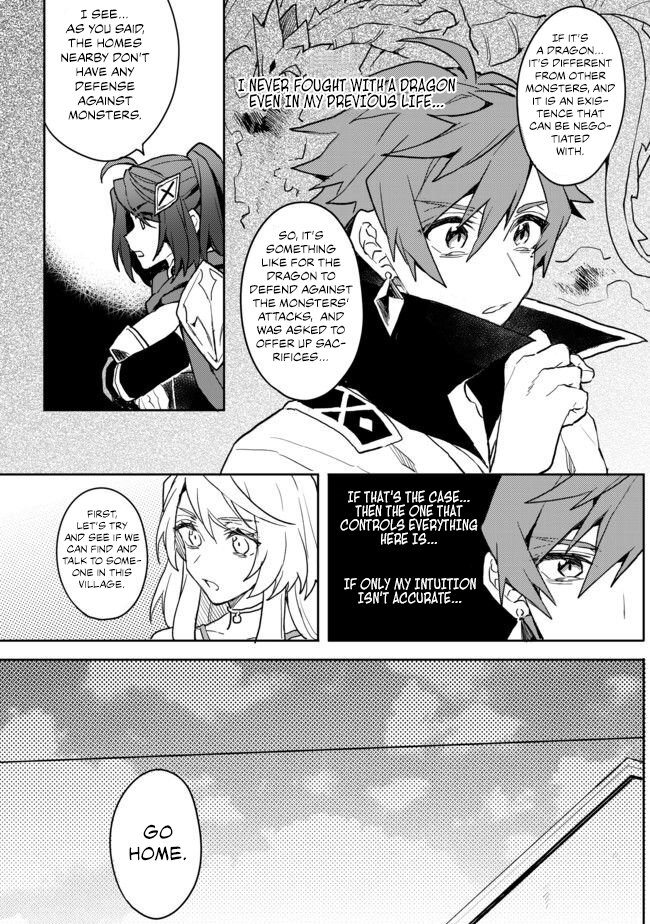 IF IT'S
A DRAGON...
IT'S DIFFERENT
FROM OTHER
MONSTERS, AND
IT IS AN EXIS-
TENCE THAT
CAN BE NEGO-
TIATED
WITH.
I NEVER FOUGHT WITH A DRAGON
EVEN IN MY PREVIOUS LIFE...
SO, IT'S
SOMETHING
LIKE FOR THE
DRAGON TO
DEFEND AGAINST
THE MONSTERS'
ATTACKS, AND
WAS ASKED TO
OFFER UP SAC-
RIFICES...
I SEE...
AS YOU SAID,
THE HOMES
NEARBY DON'T
HAVE ANY
DEFENSE
AGAINST
MONSTERS.
IF THAT'S THE CASE...
THEN THE ONE THAT
CONTROLS EVERYTHING
HERE IS...
IF ONLY MY INTUITION
ISN'T ACCURATE...
FIRST,
LET'S TRY
AND SEE IF WE
CAN FIND AND
TALK TO SOME-
ONE IN THIS
VILLAGE.
GO
HOME.